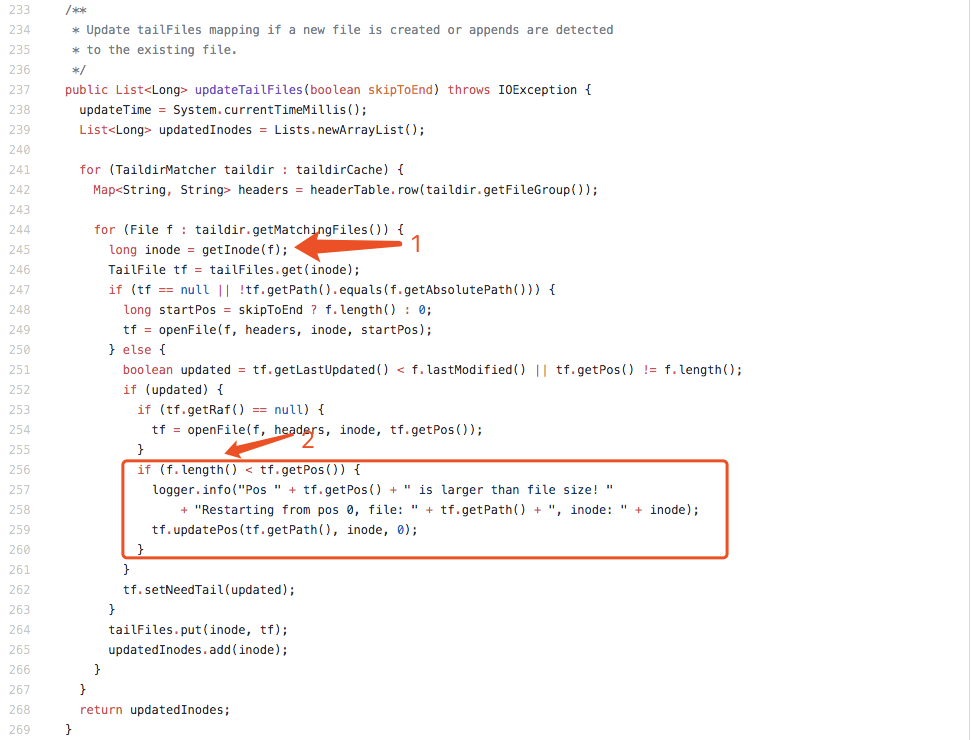 233 /**
234 * Update tailFiles mapping if a new file is created or appends are detected
235 * to the existing file.
236 */
237 public List<Long> updateTailFiles(boolean skipToEnd) throws IOException {
238 updateTime = System.currentTimeMillis();
239 List<Long> updatedInodes = Lists.newArrayList();
240
241 for (TaildirMatcher taildir : taildirCache) {
242 Map<String, String> headers = headerTable.row(taildir.getFileGroup());
243
244 for (File f : taildir.getMatchingFiles()) {
245 long inode = getInode(f); 1
246 TailFile tf = tailFiles.get(inode);
247 if (tf == null || !tf.getPath().equals(f.getAbsolutePath())) {
248 long startPos = skipToEnd ? f.length() : 0;
249 tf = openFile(f, headers, inode, startPos);
250 } else {
251 boolean updated = tf.getLastUpdated() < f.lastModified() || tf.getPos() != f.length();
252 if (updated) {
253 if (tf.getRaf() == null) {
254 tf = openFile(f, headers, inode, tf.getPos());
2
255 }
256 if (f.length() < tf.getPos()) {
257 logger.info("Pos " + tf.getPos() + " is larger than file size! "
258 + "Restarting from pos 0, file: " + tf.getPath() + ", inode: " + inode);
259 tf.updatePos(tf.getPath(), inode, 0);
260 }
261 }
262 tf.setNeedTail(updated);
263 }
264 tailFiles.put(inode, tf);
265 updatedInodes.add(inode);
266 }
267 }
268 return updatedInodes;
269 }